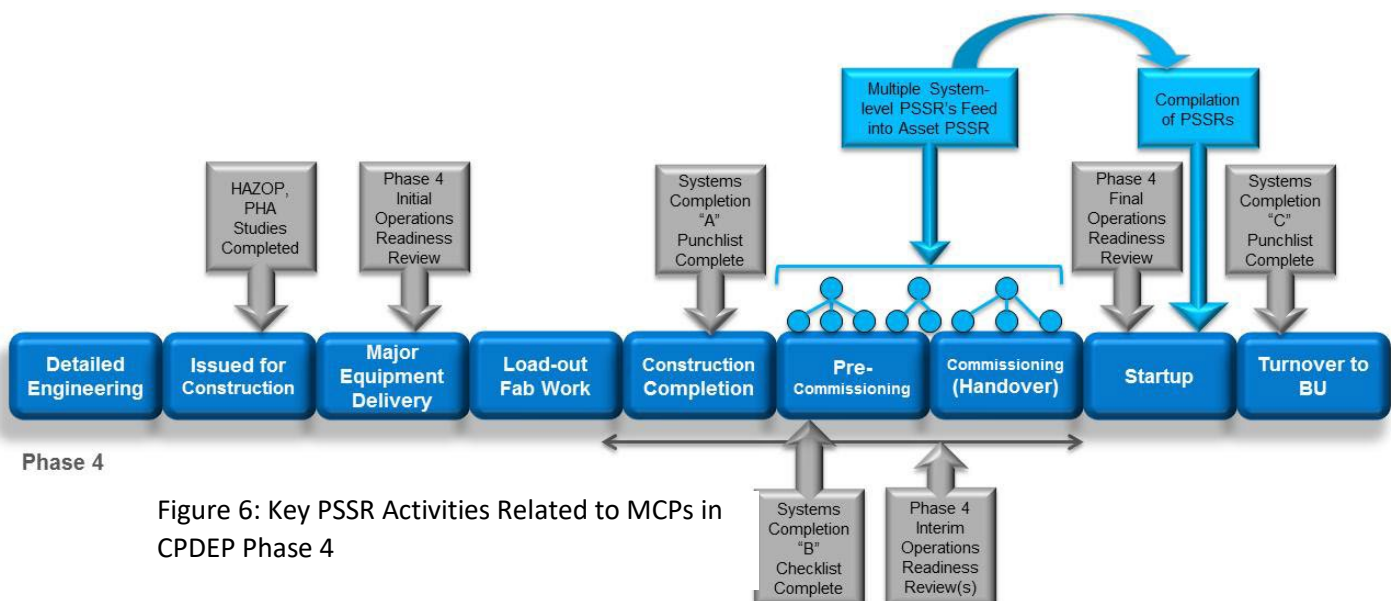 Multiple System-
level PSSR's Feed
into Asset PSSR
Compilation
of PSSRs
HAZOP,
PHA
Studies
Completed
Phase 4
Initial
Operations
Readiness
Review
Systems
Completion
"A"
Punchlist
Complete
Phase 4
Final
Operations
Readiness
Review
Systems
Completion
"C"
Punchlist
Complete
Detailed
Engineering
Issued for
Construction
Major
Equipment
Delivery
Load-out
Fab Work
Construction
Completion
Pre-
Commissioning
Commissioning
(Handover)
Startup
Turnover to
BU
Phase 4
Figure 6: Key PSSR Activities Related to MCPs in
CPDEP Phase 4
Systems
Completion
"B"
Checklist
Complete
Phase 4
Interim
Operations
Readiness
Review(s)